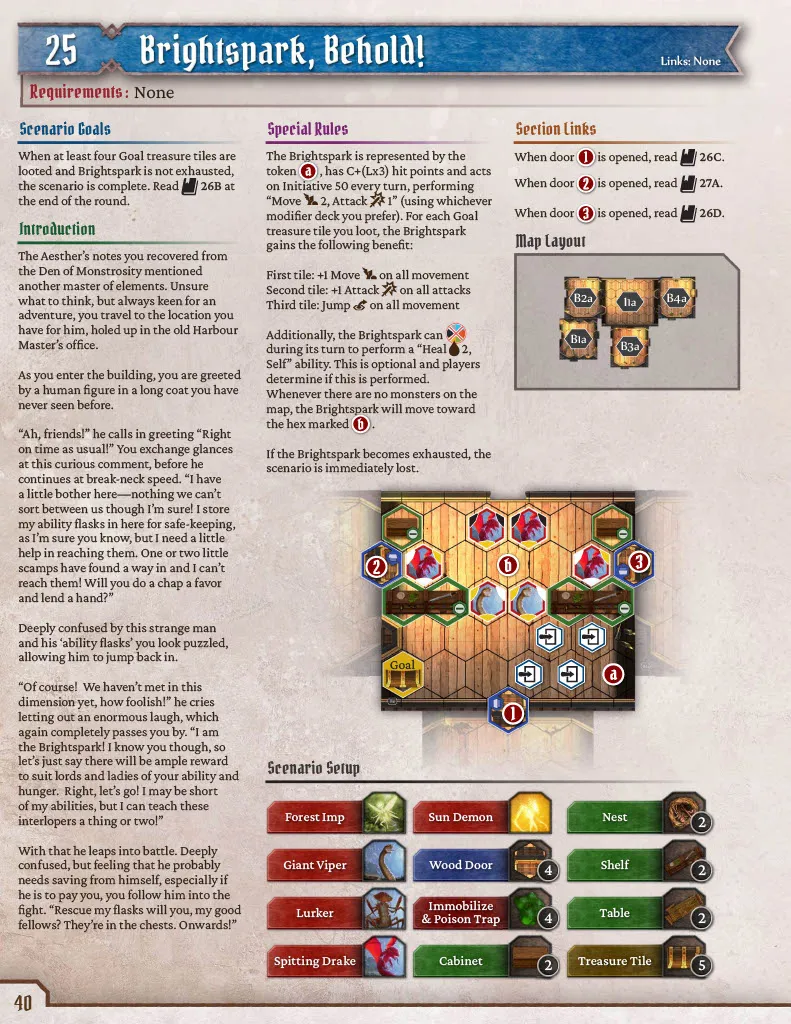 25
Brightspark, Behold!
Links: None
Requirements: None
Scenario Goals
When at least four Goal treasure tiles are
looted and Brightspark is not exhausted,
the scenario is complete. Read 26B at
the end of the round.
Introduction
The Aesther's notes you recovered from
the Den of Monstrosity mentioned
another master of elements. Unsure
what to think, but always keen for an
adventure, you travel to the location you
have for him, holed up in the old Harbour
Master's office.
As you enter the building, you are greeted
by a human figure in a long coat you have
never seen before.
“Ah, friends!” he calls in greeting “Right
on time as usual!” You exchange glances
at this curious comment, before he
continues at break-neck speed. “I have
a little bother here—nothing we can't
sort between us though I'm sure! I store
my ability flasks in here for safe-keeping,
as I'm sure you know, but I need a little
help in reaching them. One or two little
scamps have found a way in and I can't
reach them! Will you do a chap a favor
and lend a hand?”
Deeply confused by this strange man
and his ‘ability flasks’ you look puzzled,
allowing him to jump back in.
“Of course! We haven't met in this
dimension yet, how foolish!” he cries
letting out an enormous laugh, which
again completely passes you by. “I am
the Brightspark! I know you though, so
let's just say there will be ample reward
to suit lords and ladies of your ability and
hunger. Right, let's go! I may be short
of my abilities, but I can teach these
interlopers a thing or two!”
With that he leaps into battle. Deeply
confused, but feeling that he probably
needs saving from himself, especially if
he is to pay you, you follow him into the
fight. “Rescue my flasks will you, my good
fellows? They're in the chests. Onwards!”
Special Rules
The Brightspark is represented by the
token a, has C+(Lx3) hit points and acts
on Initiative 50 every turn, performing
“Move 2, Attack 1” (using whichever
modifier deck you prefer). For each Goal
treasure tile you loot, the Brightspark
gains the following benefit:
First tile: +1 Move on all movement
Second tile: +1 Attack on all attacks
Third tile: Jump on all movement
Additionally, the Brightspark can
during its turn to perform a “Heal 2,
Self” ability. This is optional and players
determine if this is performed.
Whenever there are no monsters on the
map, the Brightspark will move toward
the hex marked 6.
If the Brightspark becomes exhausted, the
scenario is immediately lost.
Section Links
When door 1 is opened, read 26C.
When door 2 is opened, read 27A.
When door 3 is opened, read 26D.
Map Layout
B2a
I1a
B4a
B1a
B3a
2
6
3
Goal
a
1
Scenario Setup
Forest Imp
Sun Demon
Nest
2
Giant Viper
Wood Door
4
Shelf
2
Lurker
Immobilize
& Poison Trap
4
Table
2
Spitting Drake
Cabinet
2
Treasure Tile
5
40